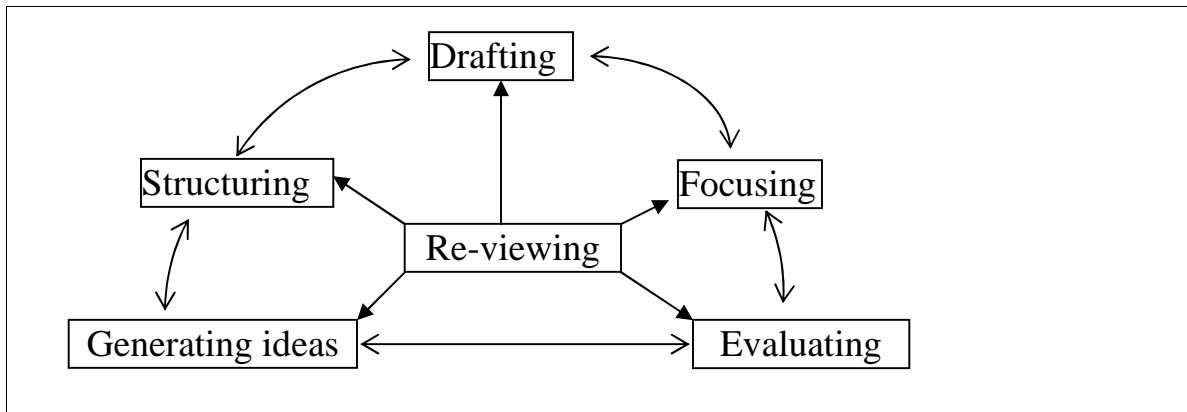 Drafting
Structuring
Focusing
Re-viewing
Generating ideas
Evaluating